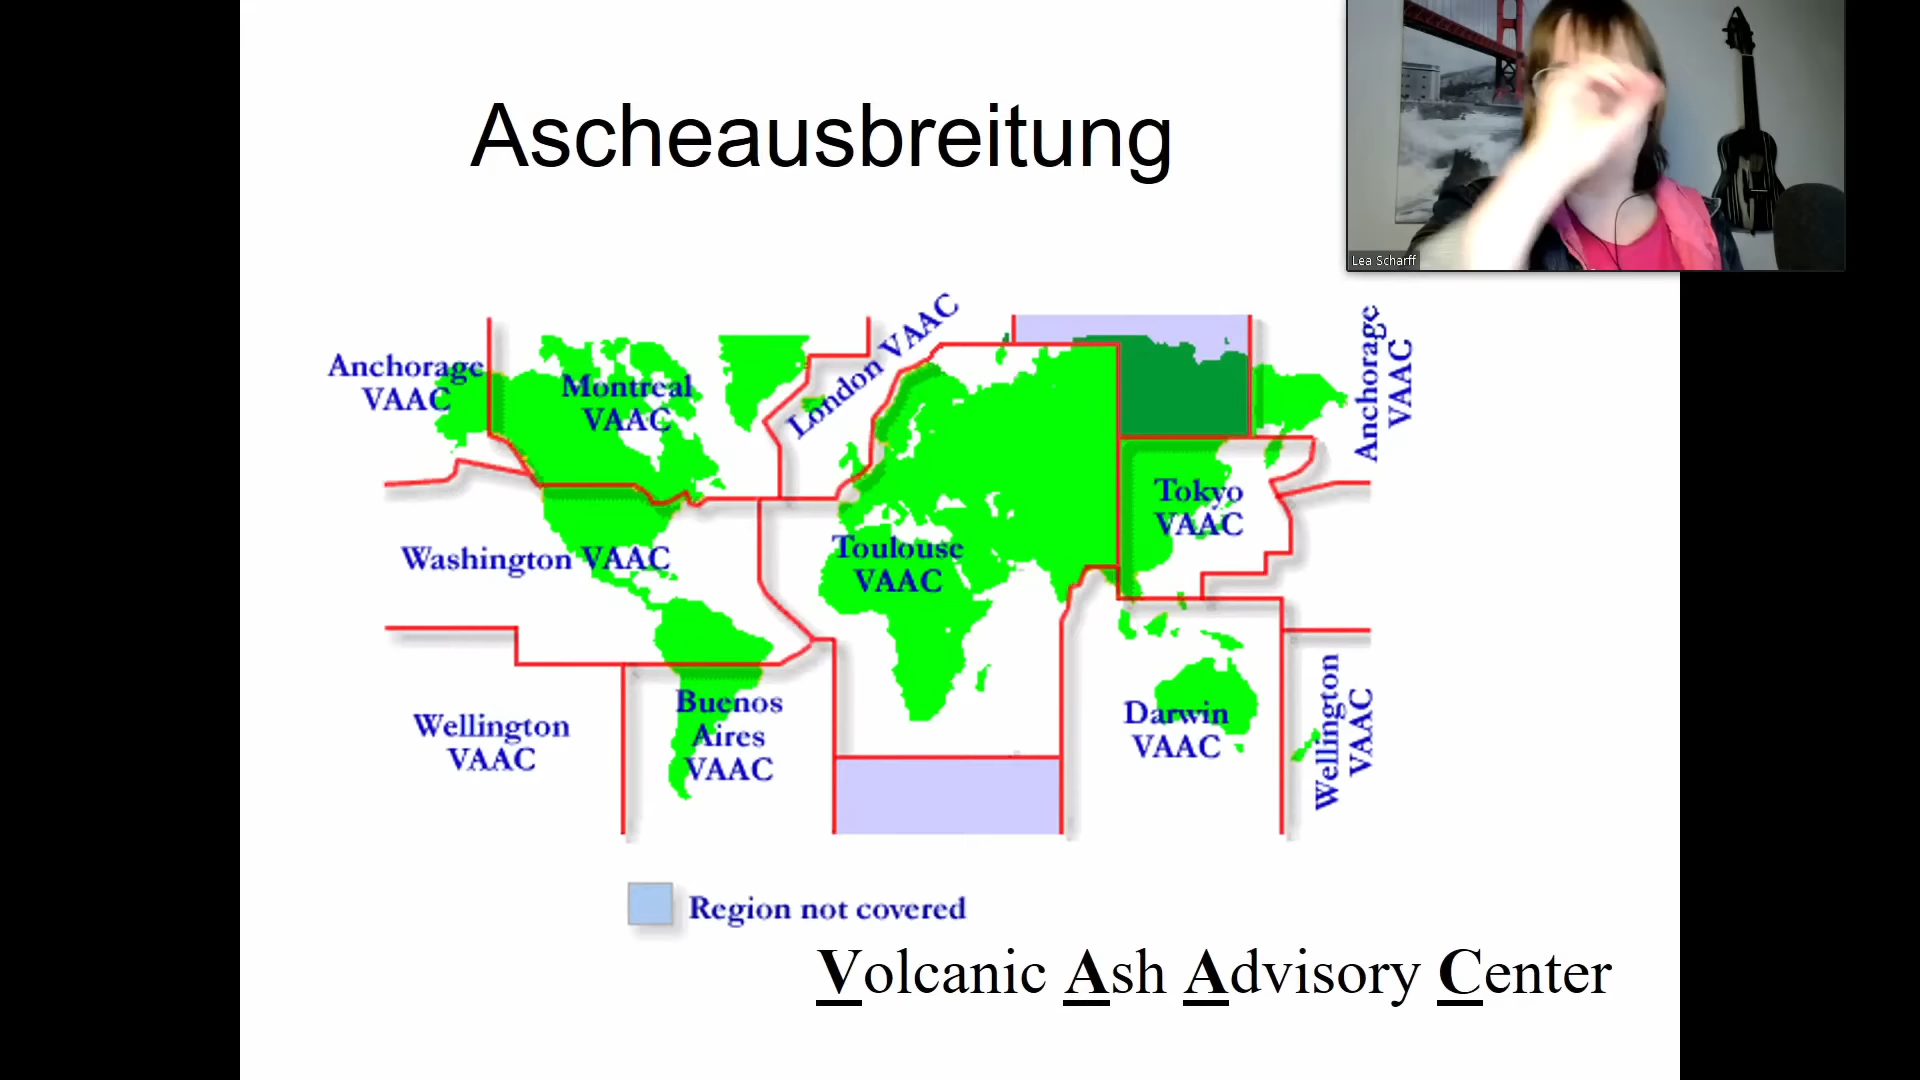 Ascheausbreitung
Lea Scharff
Anchorage
VAAC
Montreal
VAAC
London VAAC
Anchorage
VAAC
Tokyo
VAAC
Washington VAAC
Toulouse
VAAC
Wellington
VAAC
Buenos
Aires
VAAC
Darwin
VAAC
Wellington
VAAC
Region not covered
Volcanic Ash Advisory Center